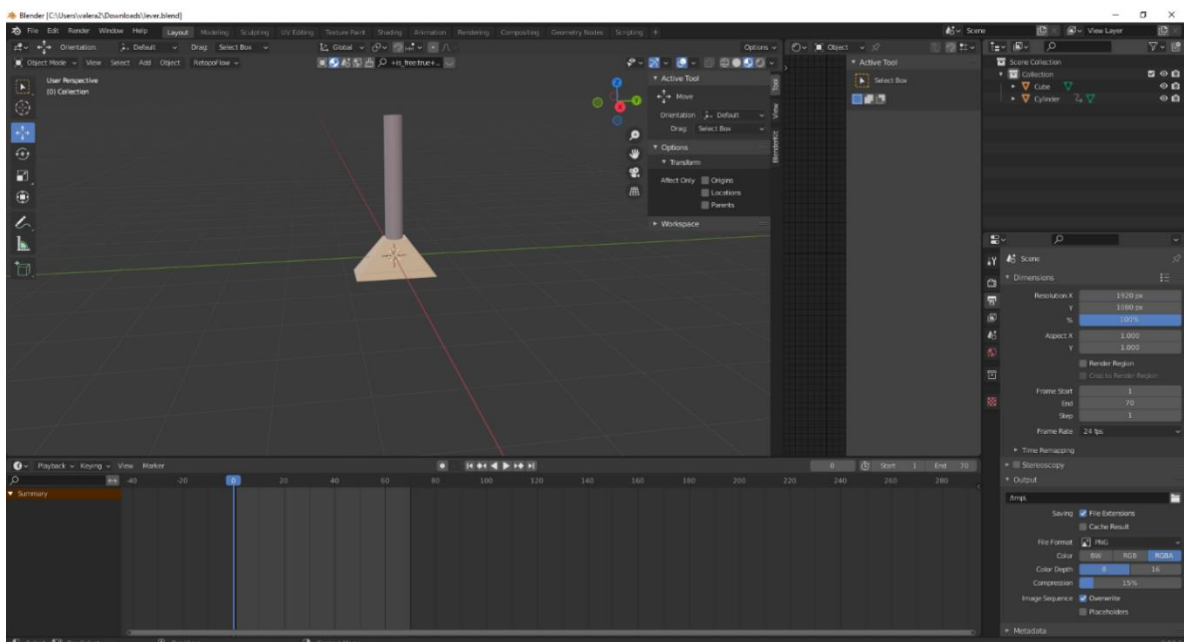 Blender [C:\Users\valera2\Downloads\lever.blend]
File Edit Render Window Help Layout Modeling Sculpting UV Editing Texture Paint Shading Animation Rendering Compositing Geometry Nodes Scripting + Scene View Layer
Orientation: Default Drag: Select Box Global Options Object
Object Mode View Select Add Object RetopoFlow +is_free:true+...
User Perspective
(0) Collection
X
Y
Z
Active Tool
Move
Orientation Default
Drag: Select Box
Options
Transform
Affect Only Origins
Locations
Parents
Workspace
Tool
View
BlenderKit
Active Tool
Select Box
Scene Collection
Collection
Cube
Cylinder
Scene
Dimensions
Resolution X 1920 px
Y 1080 px
% 100%
Aspect X 1.000
Y 1.000
Render Region
Crop to Render Region
Frame Start 1
End 70
Step 1
Frame Rate 24 fps
Time Remapping
Stereoscopy
Output
/tmp\
Saving File Extensions
Cache Result
File Format PNG
Color BW RGB RGBA
Color Depth 8 16
Compression 15%
Image Sequence Overwrite
Placeholders
Metadata
Playback Keying View Marker 0 Start 1 End 70
-40 -20 0 20 40 60 80 100 120 140 160 180 200 220 240 260 280
Summary